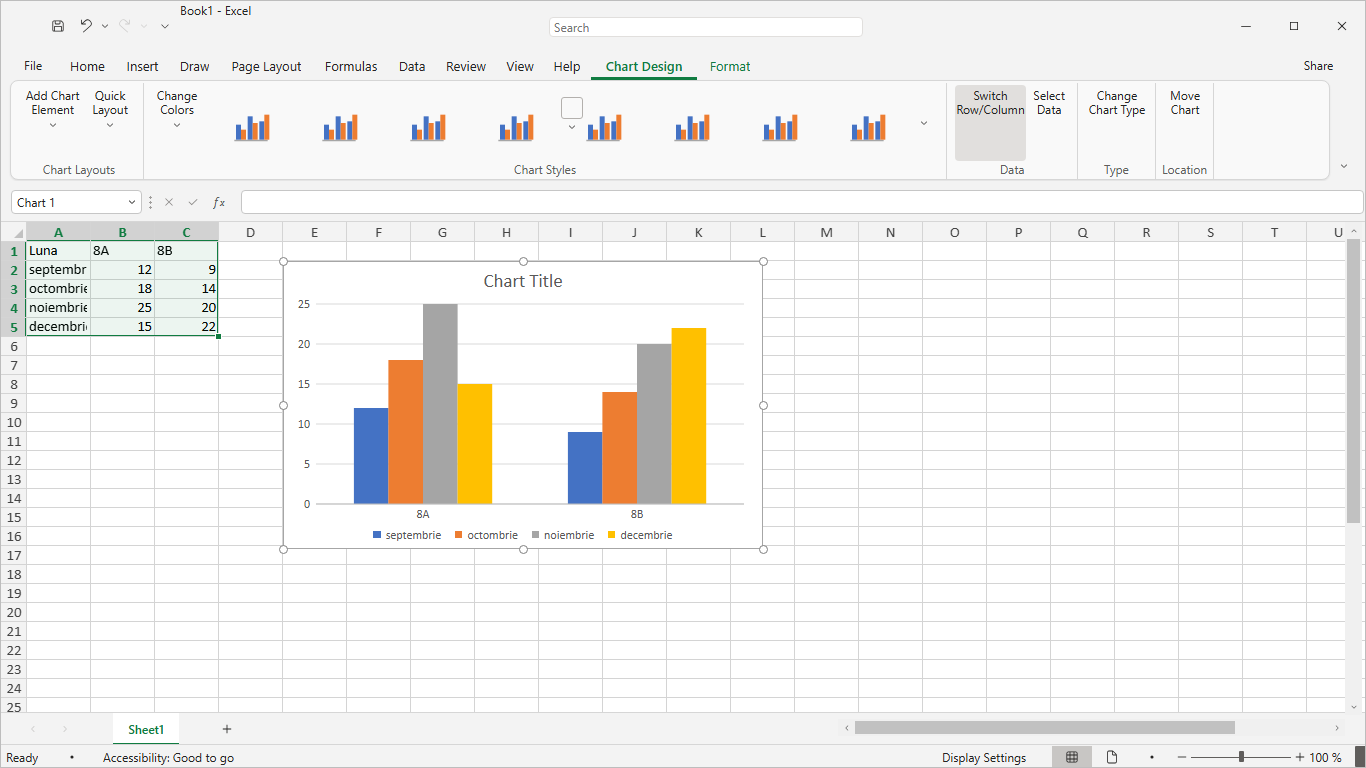 Book1 - Excel
Search
File Home Insert Draw Page Layout Formulas Data Review View Help Chart Design Format Share
Add Chart Element
Quick Layout
Change Colors
Switch Row/Column
Select Data
Change Chart Type
Move Chart
Chart Layouts Chart Styles Data Type Location
Chart 1 fx
A B C D E F G H I J K L M N O P Q R S T U
1 Luna 8A 8B
2 septembr 12 9
3 octombrie 18 14
4 noiembrie 25 20
5 decembrie 15 22
6
7
8
9
10
11
12
13
14
15
16
17
18
19
20
21
22
23
24
25
Chart Title
25
20
15
10
5
0
8A 8B
septembrie octombrie noiembrie decembrie
Sheet1
Ready Accessibility: Good to go Display Settings 100 %